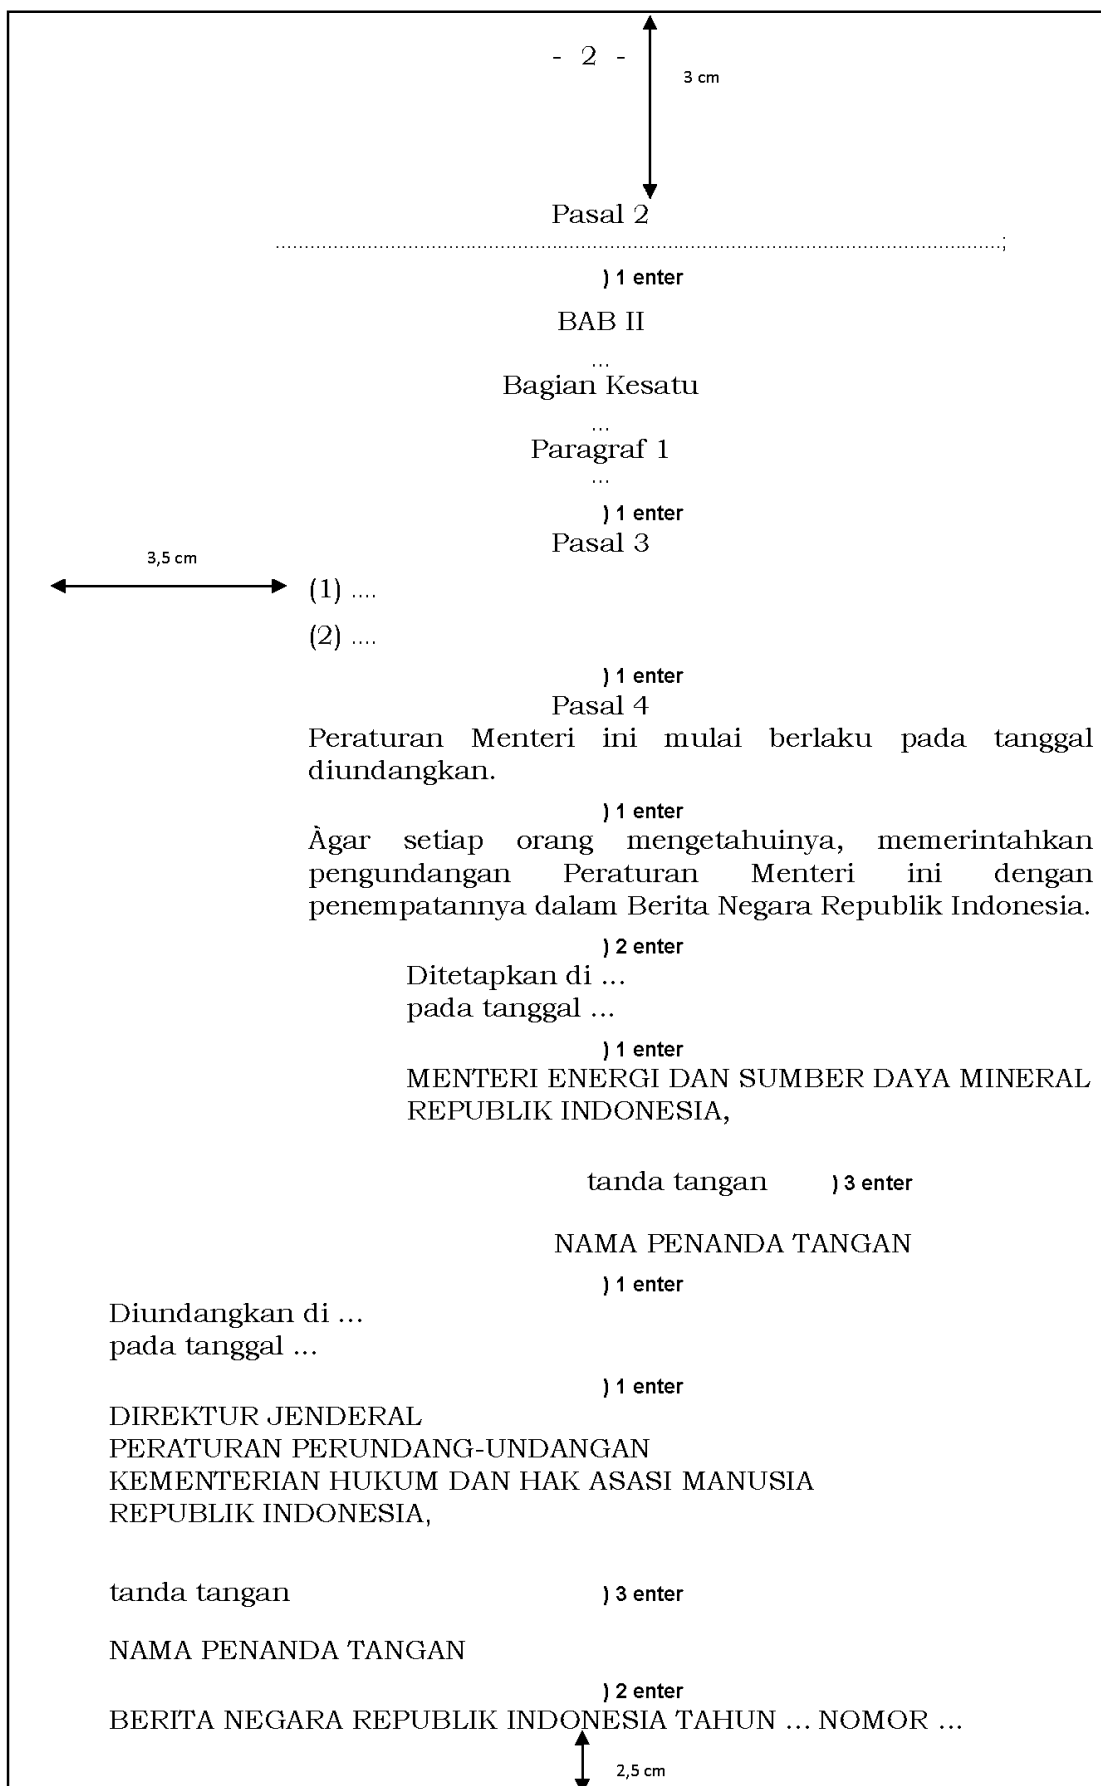 - 2 -
3 cm
Pasal 2
..............................................................................................................................;
) 1 enter
BAB II
...
Bagian Kesatu
...
Paragraf 1
...
) 1 enter
Pasal 3
3,5 cm
(1) ....
(2) ....
) 1 enter
Pasal 4
Peraturan Menteri ini mulai berlaku pada tanggal
diundangkan.
) 1 enter
Àgar setiap orang mengetahuinya, memerintahkan
pengundangan Peraturan Menteri ini dengan
penempatannya dalam Berita Negara Republik Indonesia.
) 2 enter
Ditetapkan di ...
pada tanggal ...
) 1 enter
MENTERI ENERGI DAN SUMBER DAYA MINERAL
REPUBLIK INDONESIA,
tanda tangan ) 3 enter
NAMA PENANDA TANGAN
) 1 enter
Diundangkan di ...
pada tanggal ...
) 1 enter
DIREKTUR JENDERAL
PERATURAN PERUNDANG-UNDANGAN
KEMENTERIAN HUKUM DAN HAK ASASI MANUSIA
REPUBLIK INDONESIA,
tanda tangan ) 3 enter
NAMA PENANDA TANGAN
) 2 enter
BERITA NEGARA REPUBLIK INDONESIA TAHUN ... NOMOR ...
2,5 cm